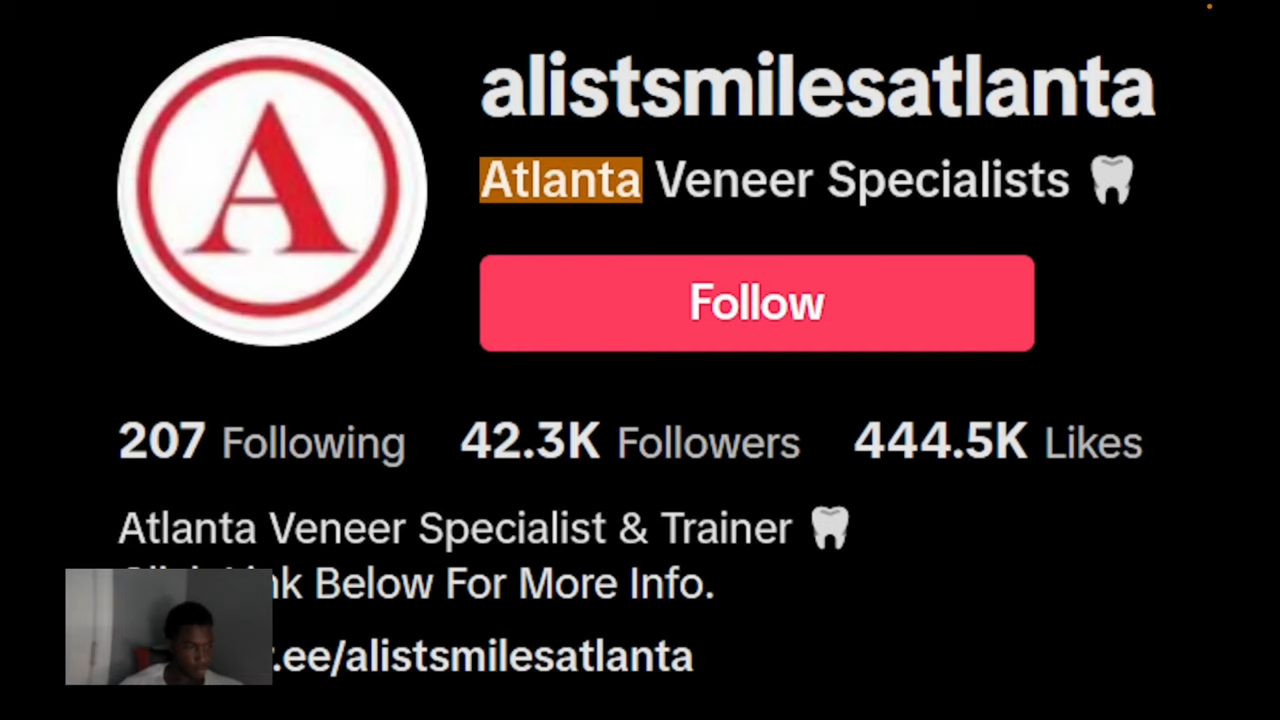 A
alistsmilesatlanta
Atlanta Veneer Specialists 🦷
Follow
207 Following 42.3K Followers 444.5K Likes
Atlanta Veneer Specialist & Trainer 🦷
Below For More Info.
.ee/alistsmilesatlanta